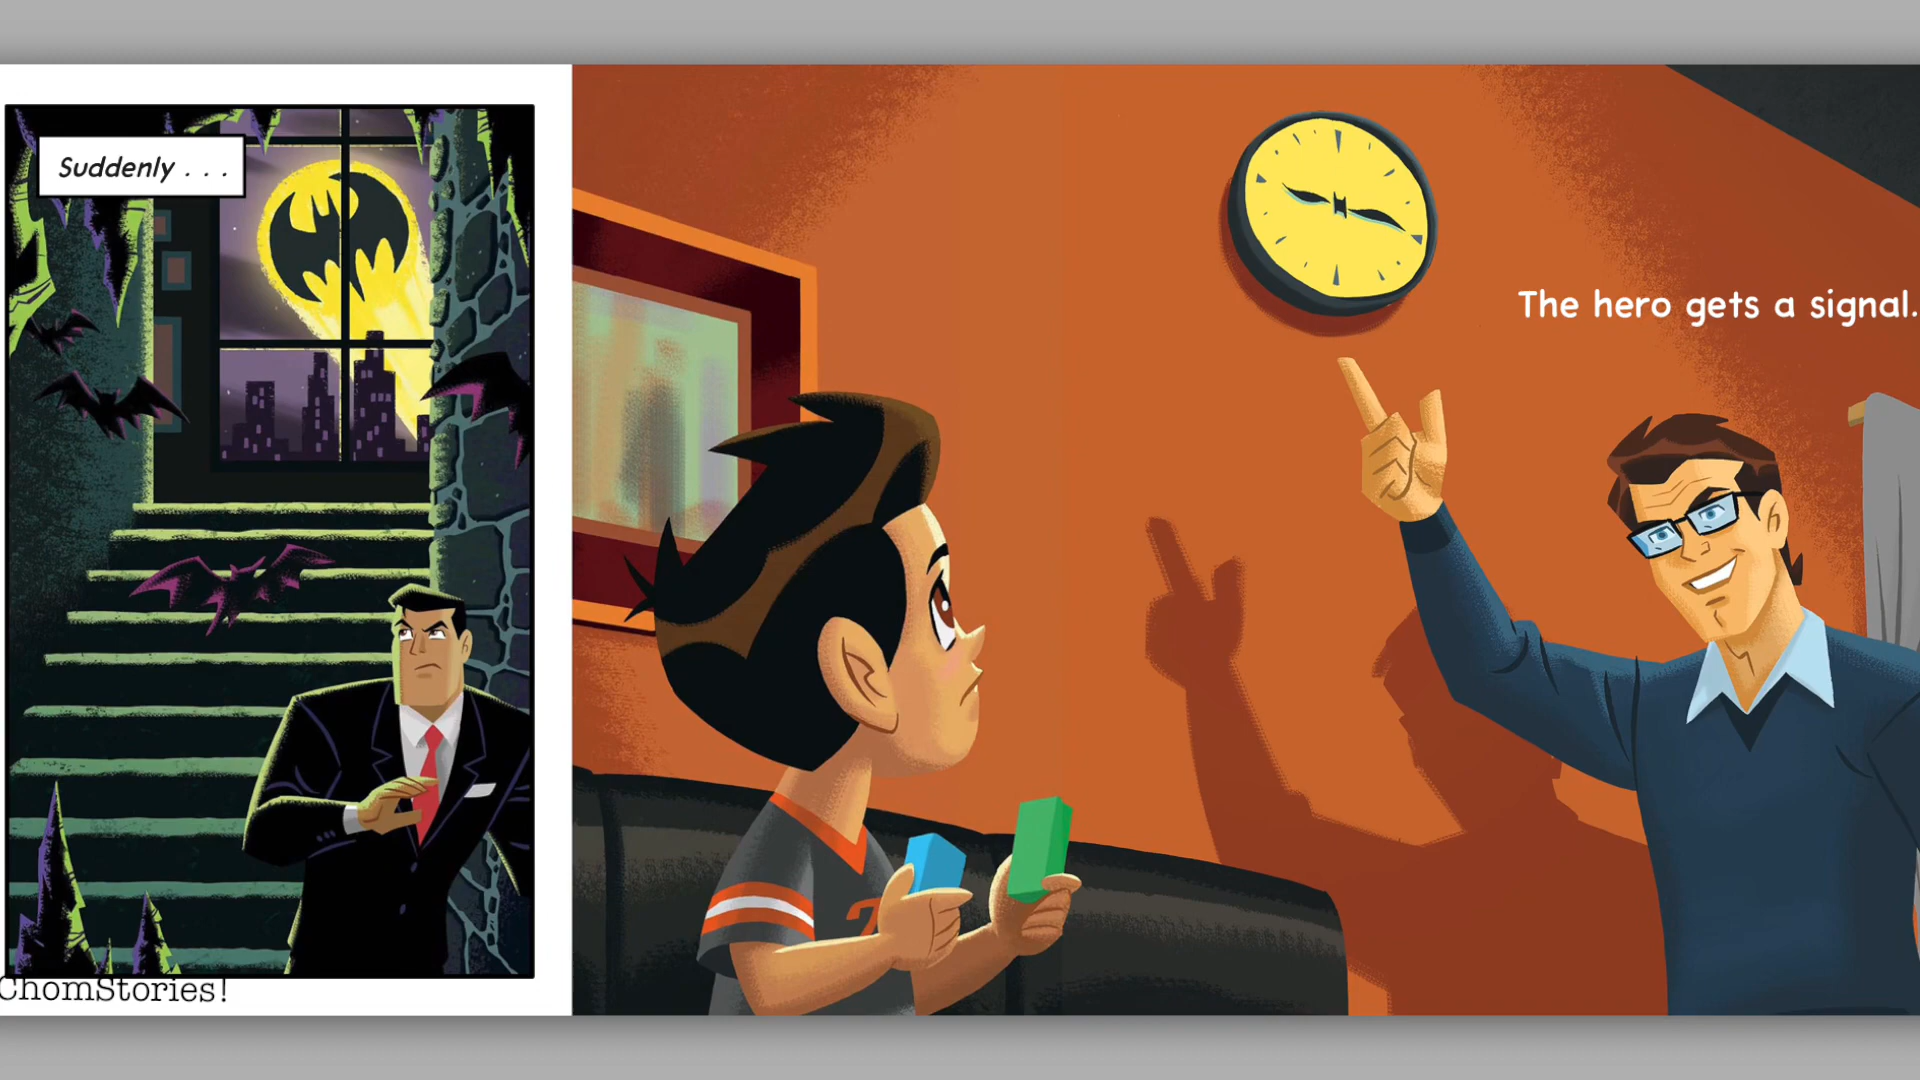 Suddenly . . .
The hero gets a signal.
ChomStories!